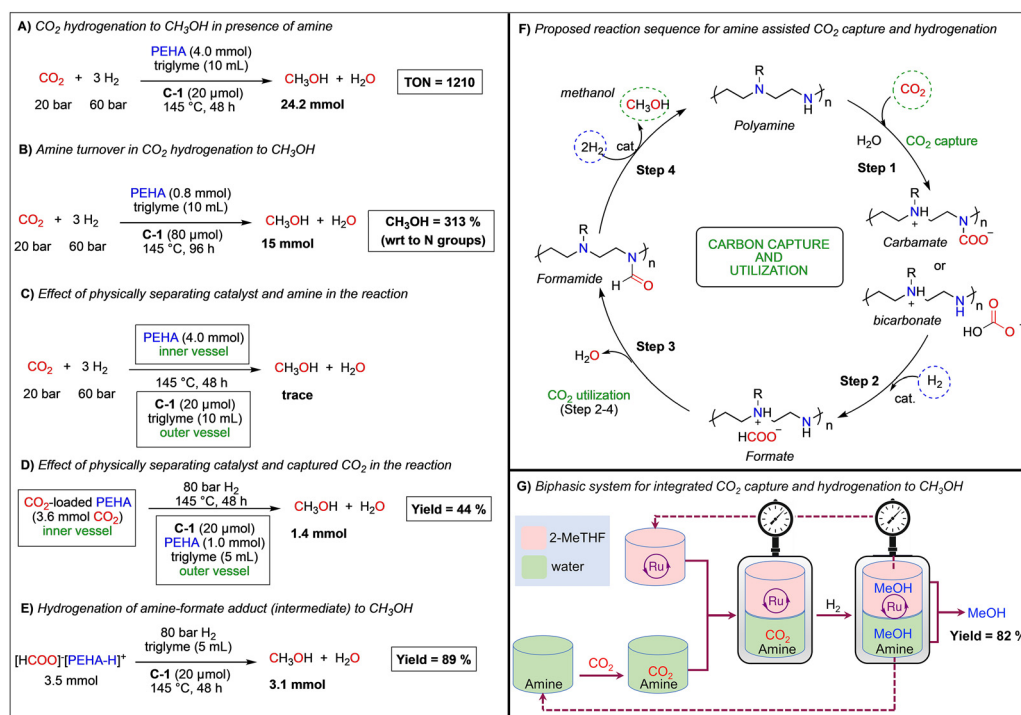 A) CO2 hydrogenation to CH3OH in presence of amine
PEHA (4.0 mmol)
triglyme (10 mL)
CO2 + 3 H2
CH3OH + H2O
TON = 1210
20 bar 60 bar
C-1 (20 µmol)
145 °C, 48 h
24.2 mmol
B) Amine turnover in CO2 hydrogenation to CH3OH
PEHA (0.8 mmol)
triglyme (10 mL)
CO2 + 3 H2
CH3OH + H2O
CH3OH = 313 %
(wrt to N groups)
20 bar 60 bar
C-1 (80 µmol)
145 °C, 96 h
15 mmol
C) Effect of physically separating catalyst and amine in the reaction
PEHA (4.0 mmol)
inner vessel
CO2 + 3 H2
CH3OH + H2O
20 bar 60 bar
145 °C, 48 h
trace
C-1 (20 µmol)
triglyme (10 mL)
outer vessel
D) Effect of physically separating catalyst and captured CO2 in the reaction
CO2-loaded PEHA
(3.6 mmol CO2)
inner vessel
80 bar H2
145 °C, 48 h
CH3OH + H2O
Yield = 44 %
1.4 mmol
C-1 (20 µmol)
PEHA (1.0 mmol)
triglyme (5 mL)
outer vessel
E) Hydrogenation of amine-formate adduct (intermediate) to CH3OH
80 bar H2
triglyme (5 mL)
[HCOO]−[PEHA-H]+
CH3OH + H2O
Yield = 89 %
3.5 mmol
C-1 (20 µmol)
145 °C, 48 h
3.1 mmol
F) Proposed reaction sequence for amine assisted CO2 capture and hydrogenation
methanol
CH3OH
R
N
H
N
n
Polyamine
CO2
H2O
CO2 capture
Step 1
2H2
cat.
Step 4
R
NH
+
N
n
COO−
Carbamate
or
R
NH
+
H
N
n
bicarbonate
O
HO
O−
CARBON CAPTURE
AND
UTILIZATION
R
N
N
n
Formamide
H
O
H2O
Step 3
CO2 utilization
(Step 2-4)
Step 2
H2
cat.
R
NH
+
H
N
n
HCOO−
Formate
G) Biphasic system for integrated CO2 capture and hydrogenation to CH3OH
2-MeTHF
water
Ru
Amine
CO2
CO2
Amine
Ru
CO2
Amine
H2
MeOH
Ru
MeOH
Amine
MeOH
Yield = 82 %